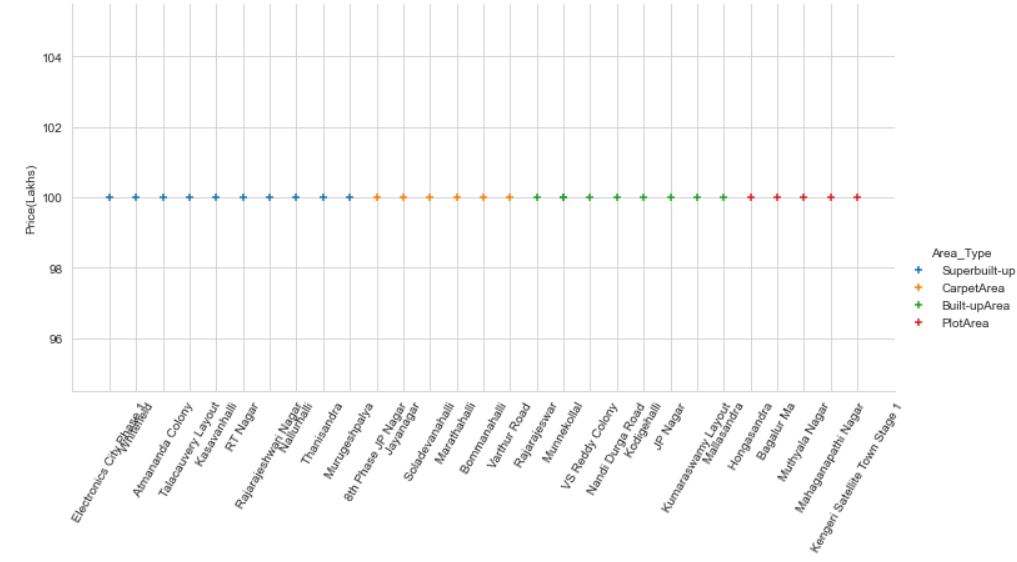 104
102
100
98
96
Price(Lakhs)
Electronics City Phase 1
Whitefield
Atmananda Colony
Talacauvery Layout
Kasavanhalli
RT Nagar
Rajarajeshwari Nagar
Nallurhalli
Thanisandra
Murugeshpalya
8th Phase JP Nagar
Jayanagar
Soladevanahalli
Marathahalli
Bommanahalli
Varthur Road
Rajarajeswar
Munnekollal
VS Reddy Colony
Nandi Durga Road
Kodigehalli
JP Nagar
Kumaraswamy Layout
Mallasandra
Hongasandra
Bagalur Ma
Muthyala Nagar
Mahaganapathi Nagar
Kengeri Satellite Town Stage 1
Area_Type
Superbuilt-up
CarpetArea
Built-upArea
PlotArea